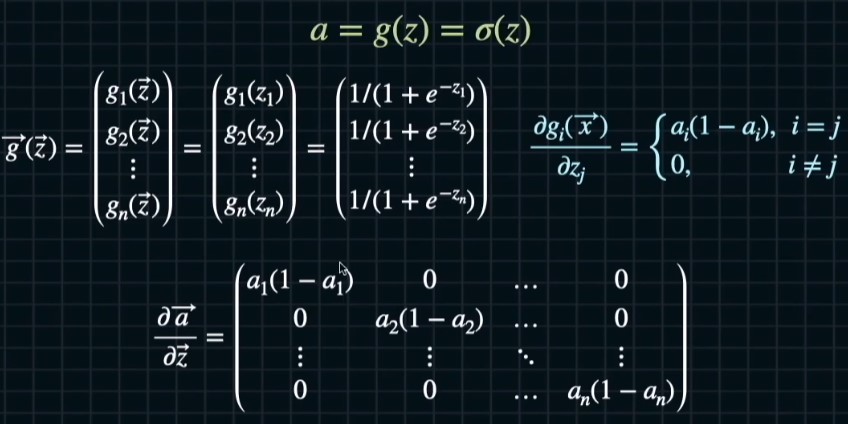 a = g(z) = σ(z)
$\vec{g}(\vec{z}) = \begin{pmatrix} g_1(\vec{z}) \\ g_2(\vec{z}) \\ \vdots \\ g_n(\vec{z}) \end{pmatrix} = \begin{pmatrix} g_1(z_1) \\ g_2(z_2) \\ \vdots \\ g_n(z_n) \end{pmatrix} = \begin{pmatrix} 1/(1 + e^{-z_1}) \\ 1/(1 + e^{-z_2}) \\ \vdots \\ 1/(1 + e^{-z_n}) \end{pmatrix} \quad \frac{\partial g_i(\vec{x})}{\partial z_j} = \begin{cases} a_i(1 - a_i), & i = j \\ 0, & i \neq j \end{cases}$
$\frac{\partial \vec{a}}{\partial \vec{z}} = \begin{pmatrix} a_1(1 - a_1) & 0 & \dots & 0 \\ 0 & a_2(1 - a_2) & \dots & 0 \\ \vdots & \vdots & \ddots & \vdots \\ 0 & 0 & \dots & a_n(1 - a_n) \end{pmatrix}$